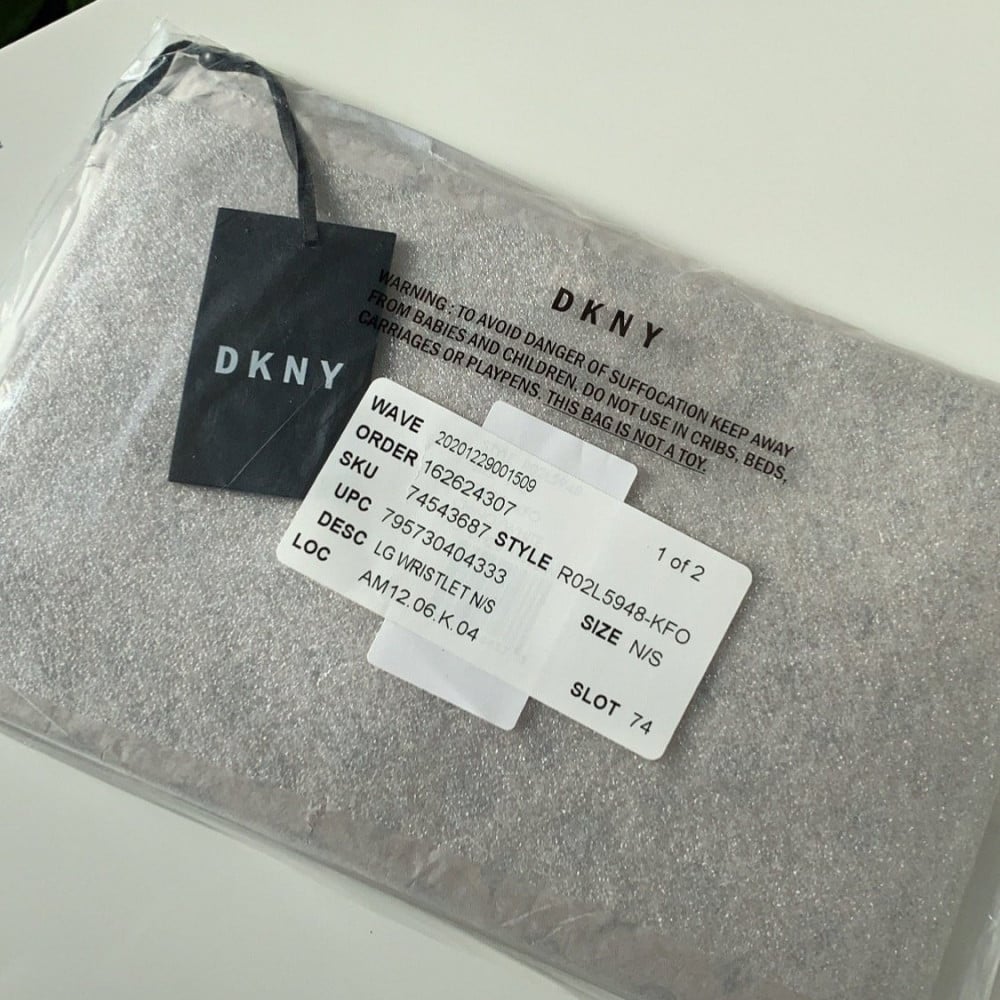 DKNY
DKNY
WARNING : TO AVOID DANGER OF SUFFOCATION KEEP AWAY
FROM BABIES AND CHILDREN. DO NOT USE IN CRIBS, BEDS,
CARRIAGES OR PLAYPENS. THIS BAG IS NOT A TOY.
WAVE 20201229001509
ORDER 162624307 1 of 2
SKU 74543687 STYLE R02L5948-KFO
UPC 795730404333 SIZE N/S
DESC LG WRISTLET N/S
LOC AM12.06.K.04 SLOT 74